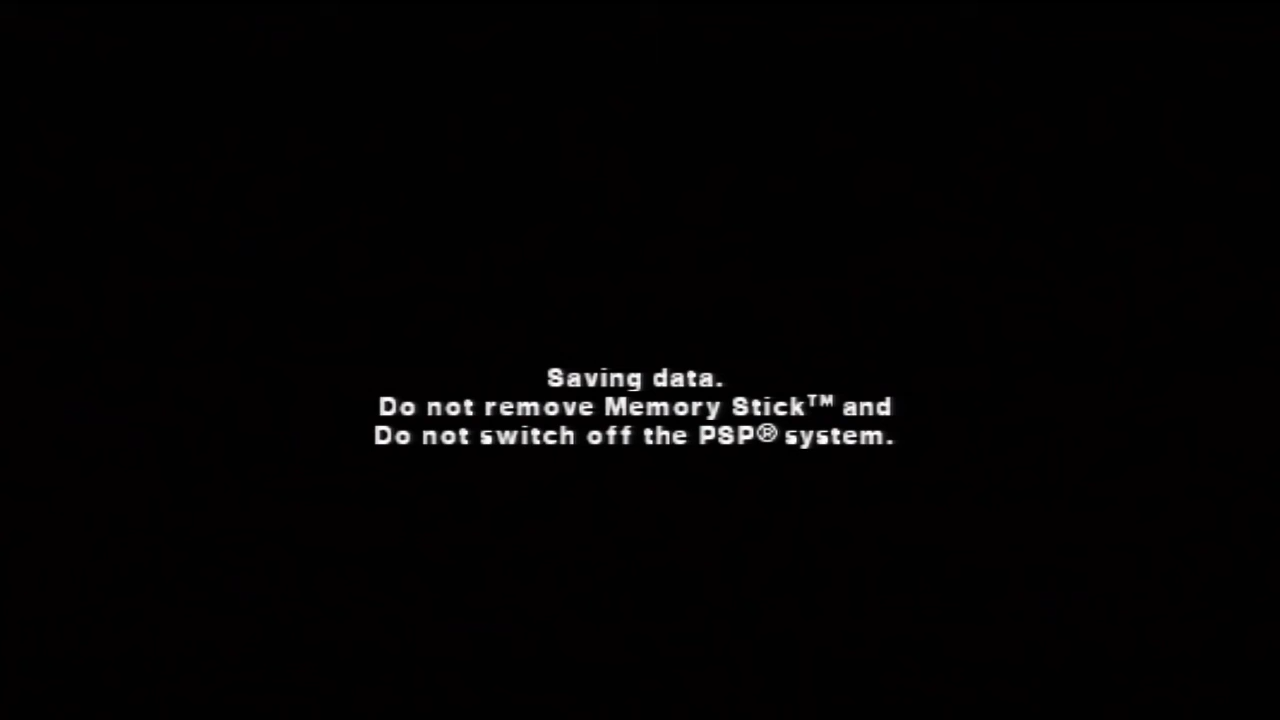 Saving data.
Do not remove Memory Stick™ and
Do not switch off the PSP® system.